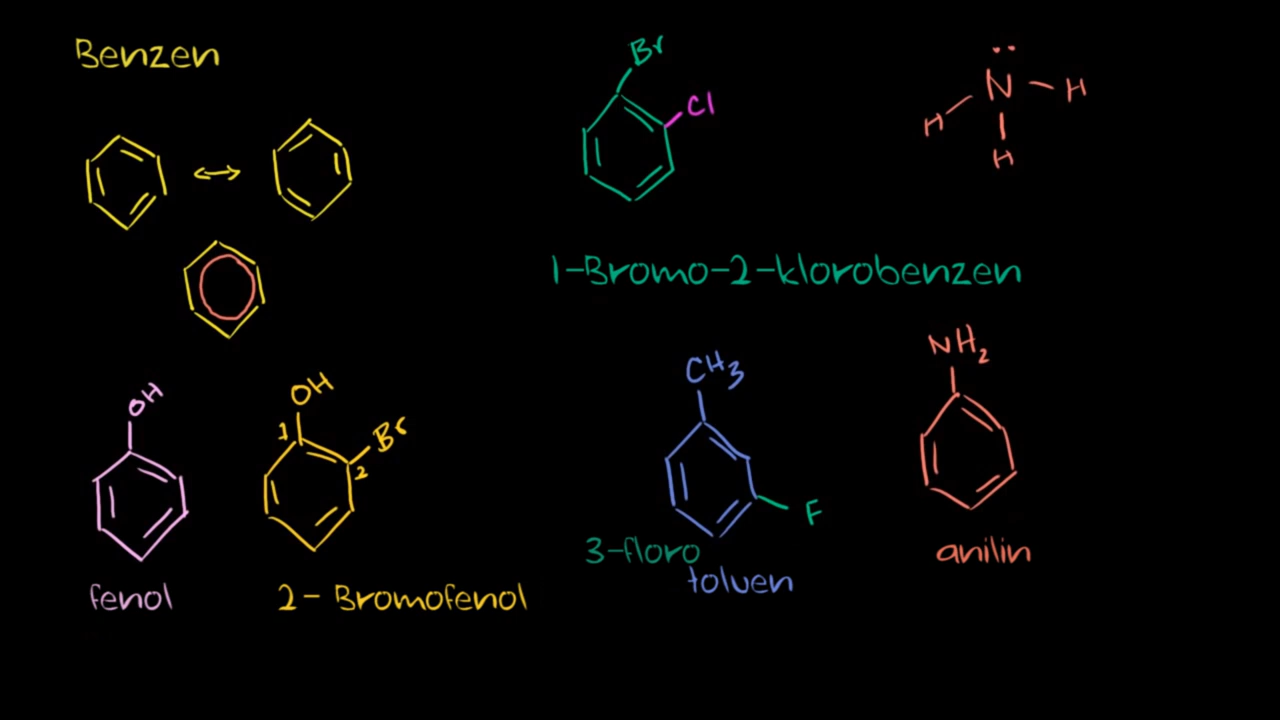 Benzen
Br
Cl
N
H
H
H
1-Bromo-2-klorobenzen
OH
fenol
OH
1
Br
2
2- Bromofenol
CH3
F
3-floro
toluen
NH2
anilin